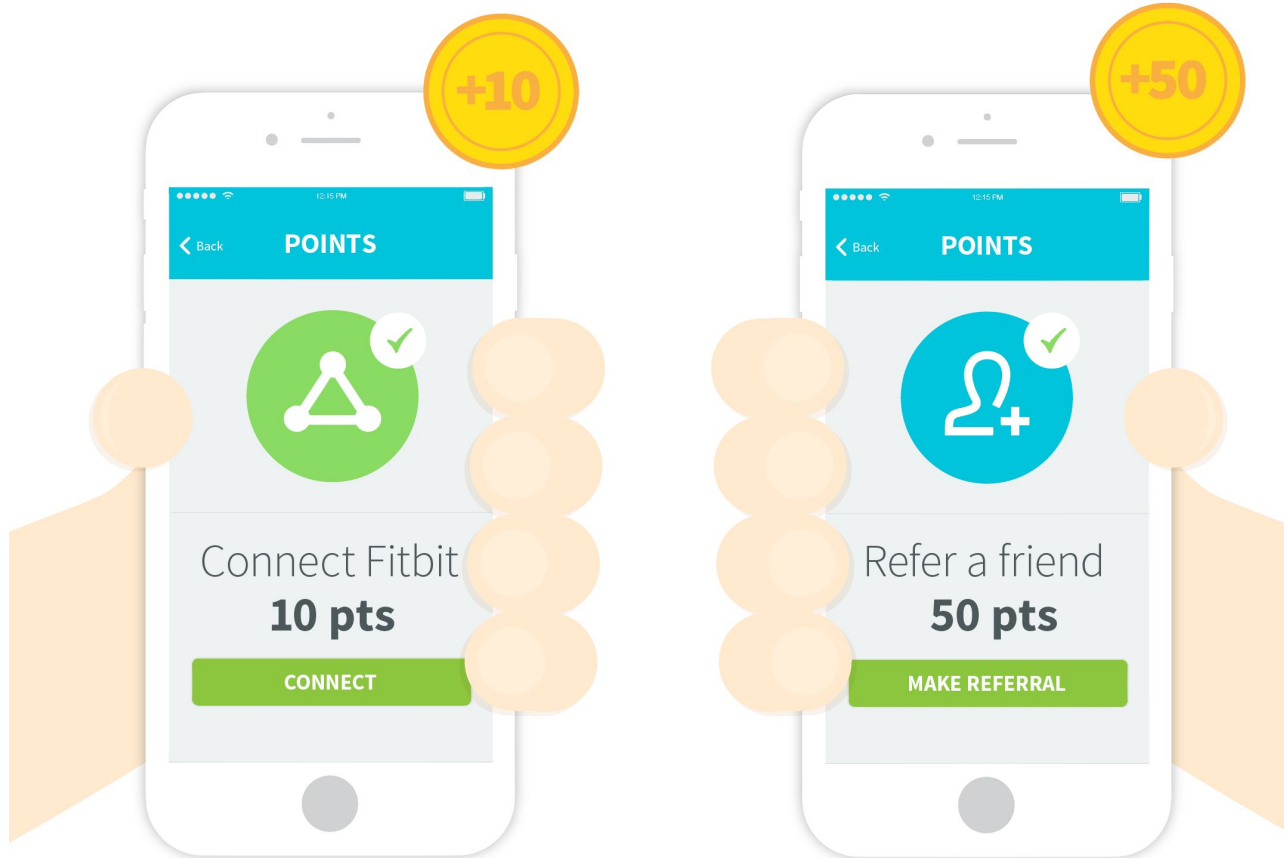 +10
12:15 PM
Back
POINTS
Connect Fitbit
10 pts
CONNECT
+50
12:15 PM
Back
POINTS
Refer a friend
50 pts
MAKE REFERRAL